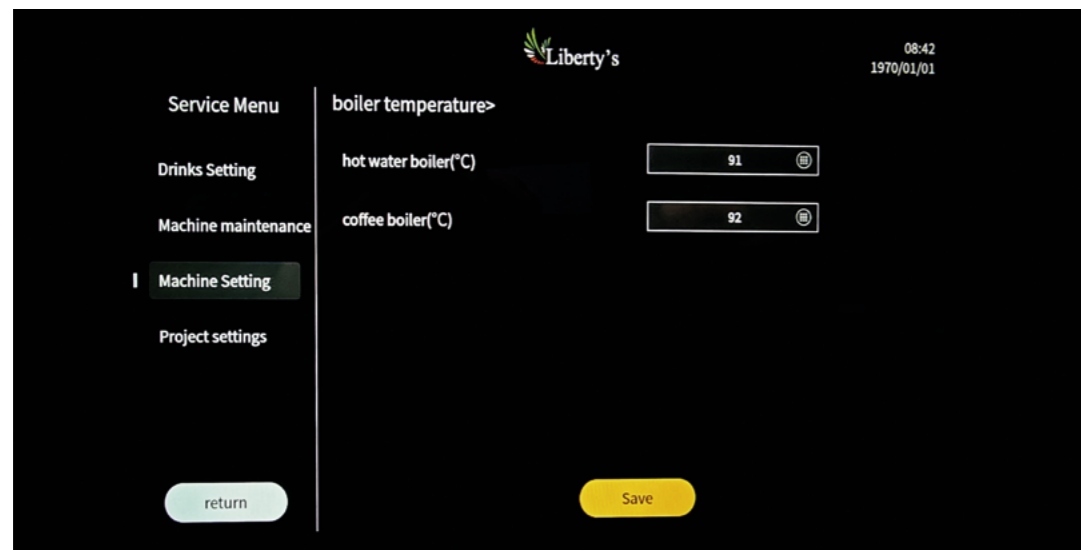 Liberty's
08:42
1970/01/01
Service Menu
boiler temperature>
Drinks Setting
hot water boiler(°C)
91
Machine maintenance
coffee boiler(°C)
92
Machine Setting
Project settings
return
Save